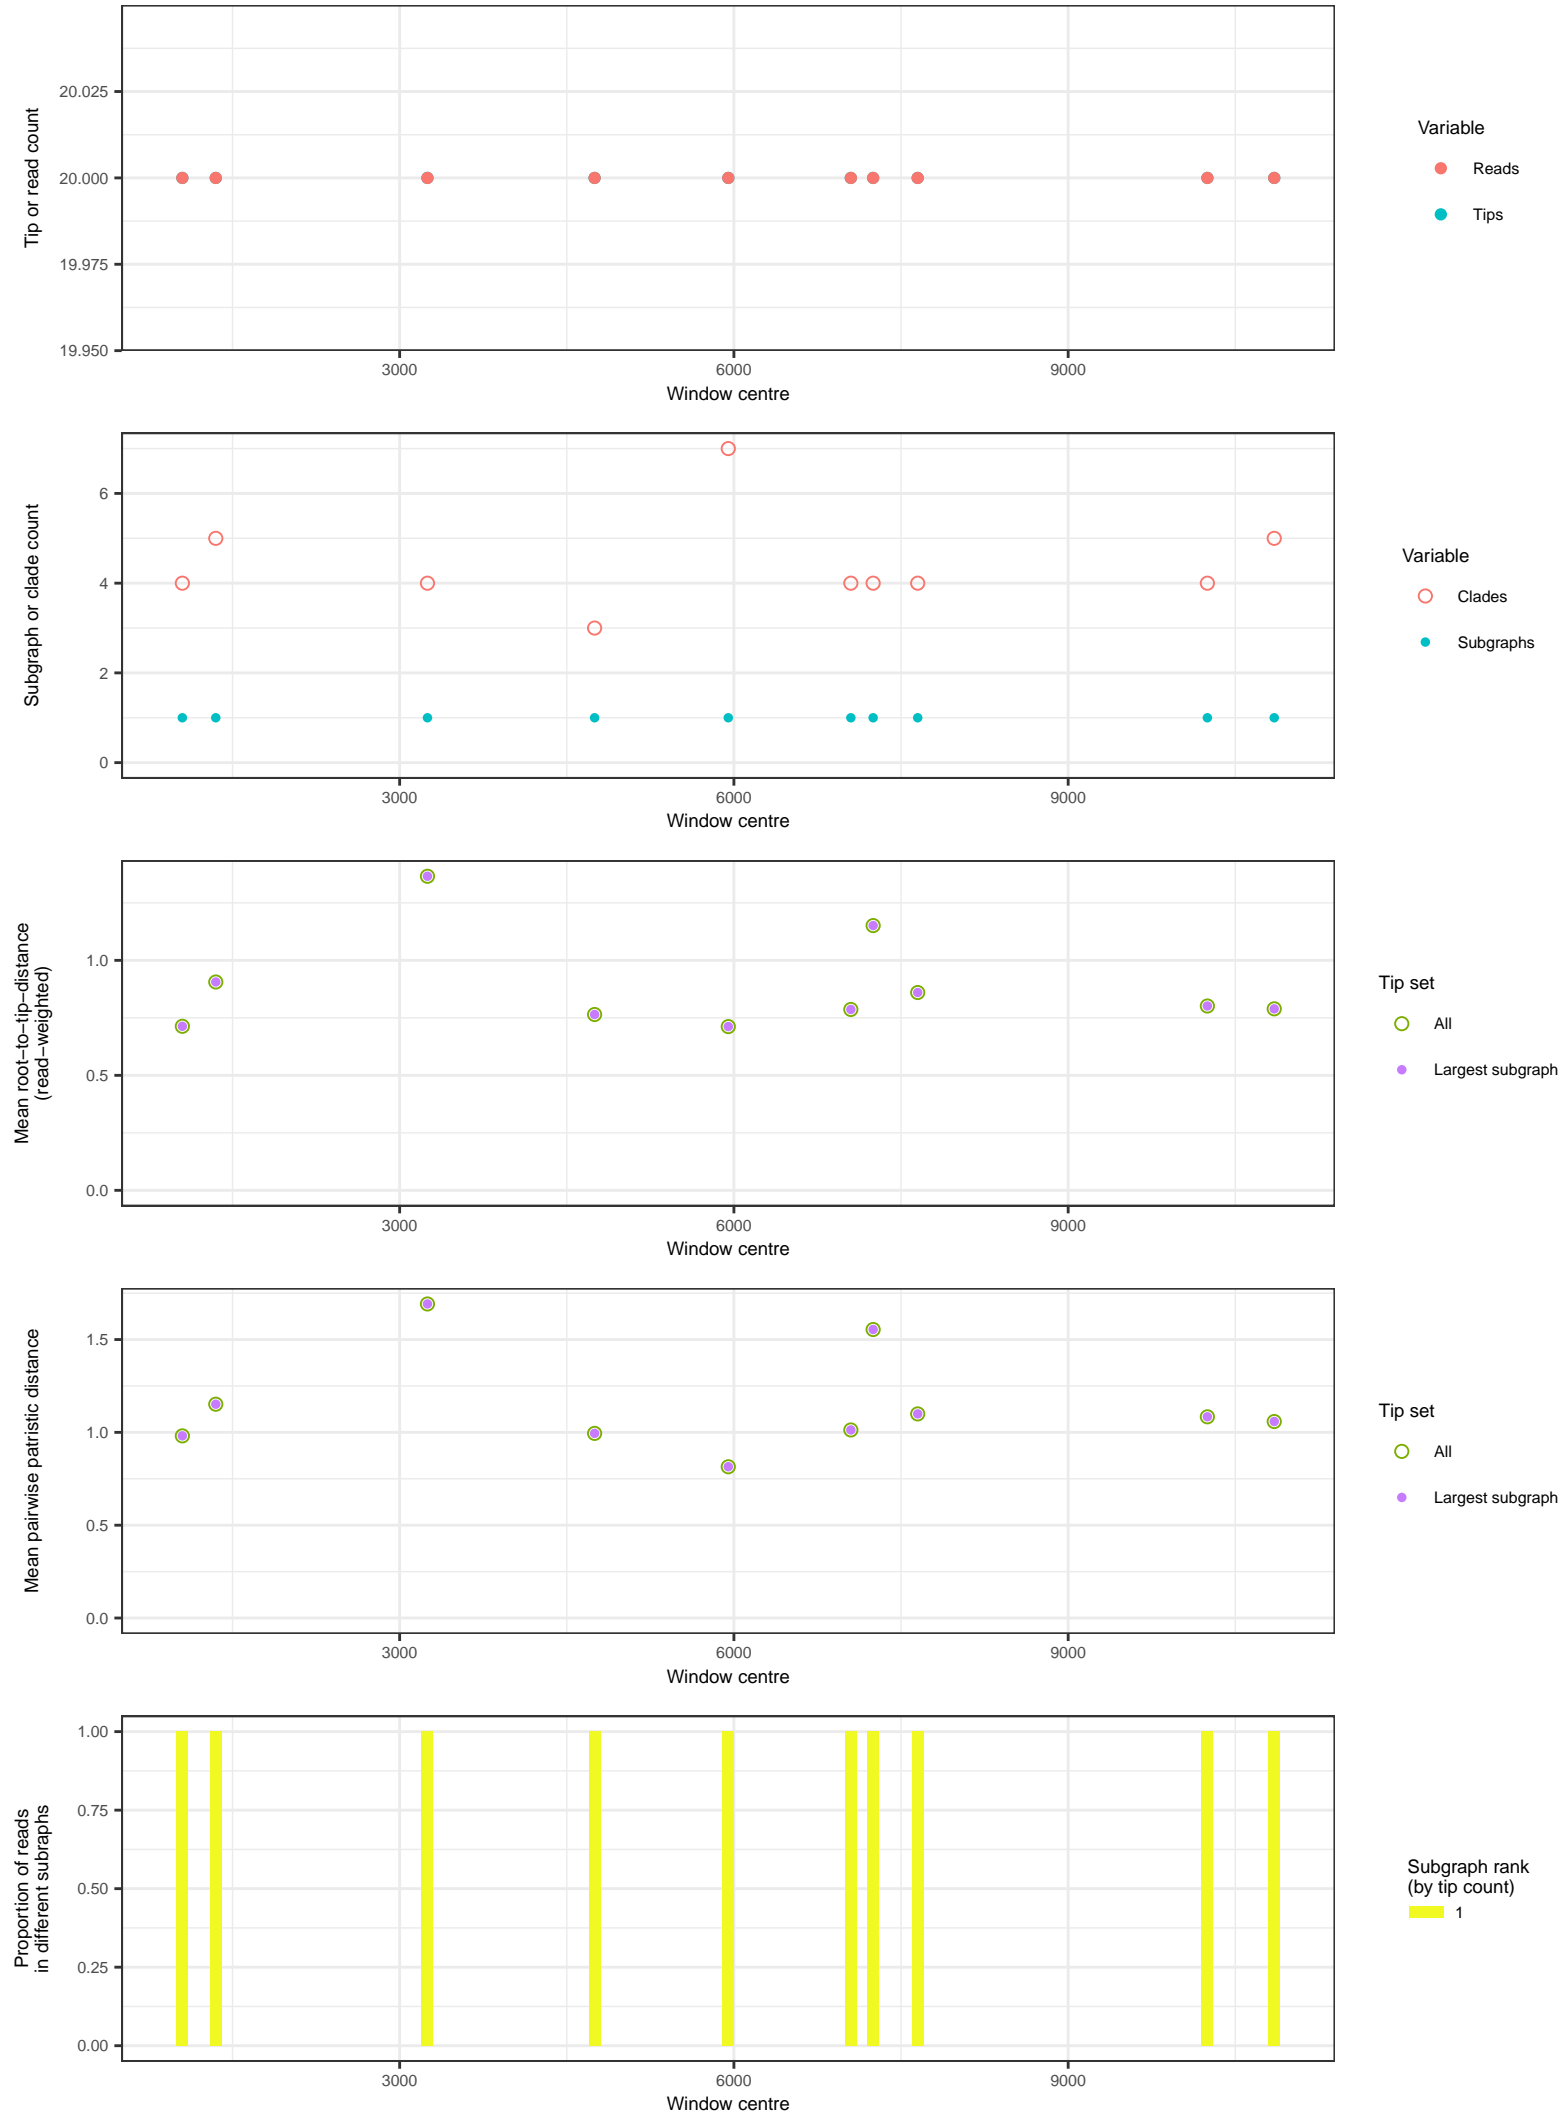 Tip or read count
20.025
20.000
19.975
19.950
3000
6000
9000
Window centre
Variable
Reads
Tips
Subgraph or clade count
6
4
2
0
3000
6000
9000
Window centre
Variable
Clades
Subgraphs
Mean root−to−tip−distance
(read−weighted)
1.0
0.5
0.0
3000
6000
9000
Window centre
Tip set
All
Largest subgraph
Mean pairwise patristic distance
1.5
1.0
0.5
0.0
3000
6000
9000
Window centre
Tip set
All
Largest subgraph
Proportion of reads
in different subraphs
1.00
0.75
0.50
0.25
0.00
3000
6000
9000
Window centre
Subgraph rank
(by tip count)
1